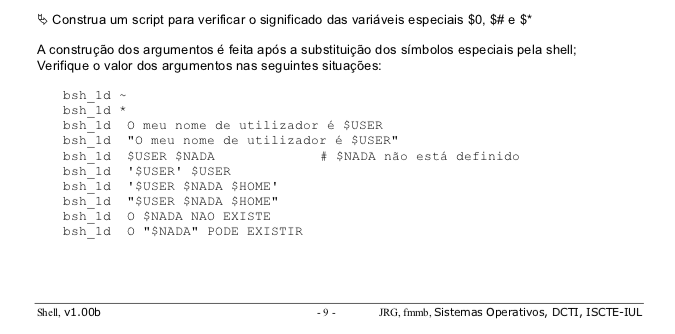 ⮱ Construa um script para verificar o significado das variáveis especiais $0, $# e $*
A construção dos argumentos é feita após a substituição dos símbolos especiais pela shell;
Verifique o valor dos argumentos nas seguintes situações:
bsh_1d ~
bsh_1d *
bsh_1d O meu nome de utilizador é $USER
bsh_1d "O meu nome de utilizador é $USER"
bsh_1d $USER $NADA # $NADA não está definido
bsh_1d '$USER' $USER
bsh_1d '$USER $NADA $HOME'
bsh_1d "$USER $NADA $HOME"
bsh_1d O $NADA NAO EXISTE
bsh_1d O "$NADA" PODE EXISTIR
Shell, v1.00b - 9 - JRG, fmmb, Sistemas Operativos, DCTI, ISCTE-IUL